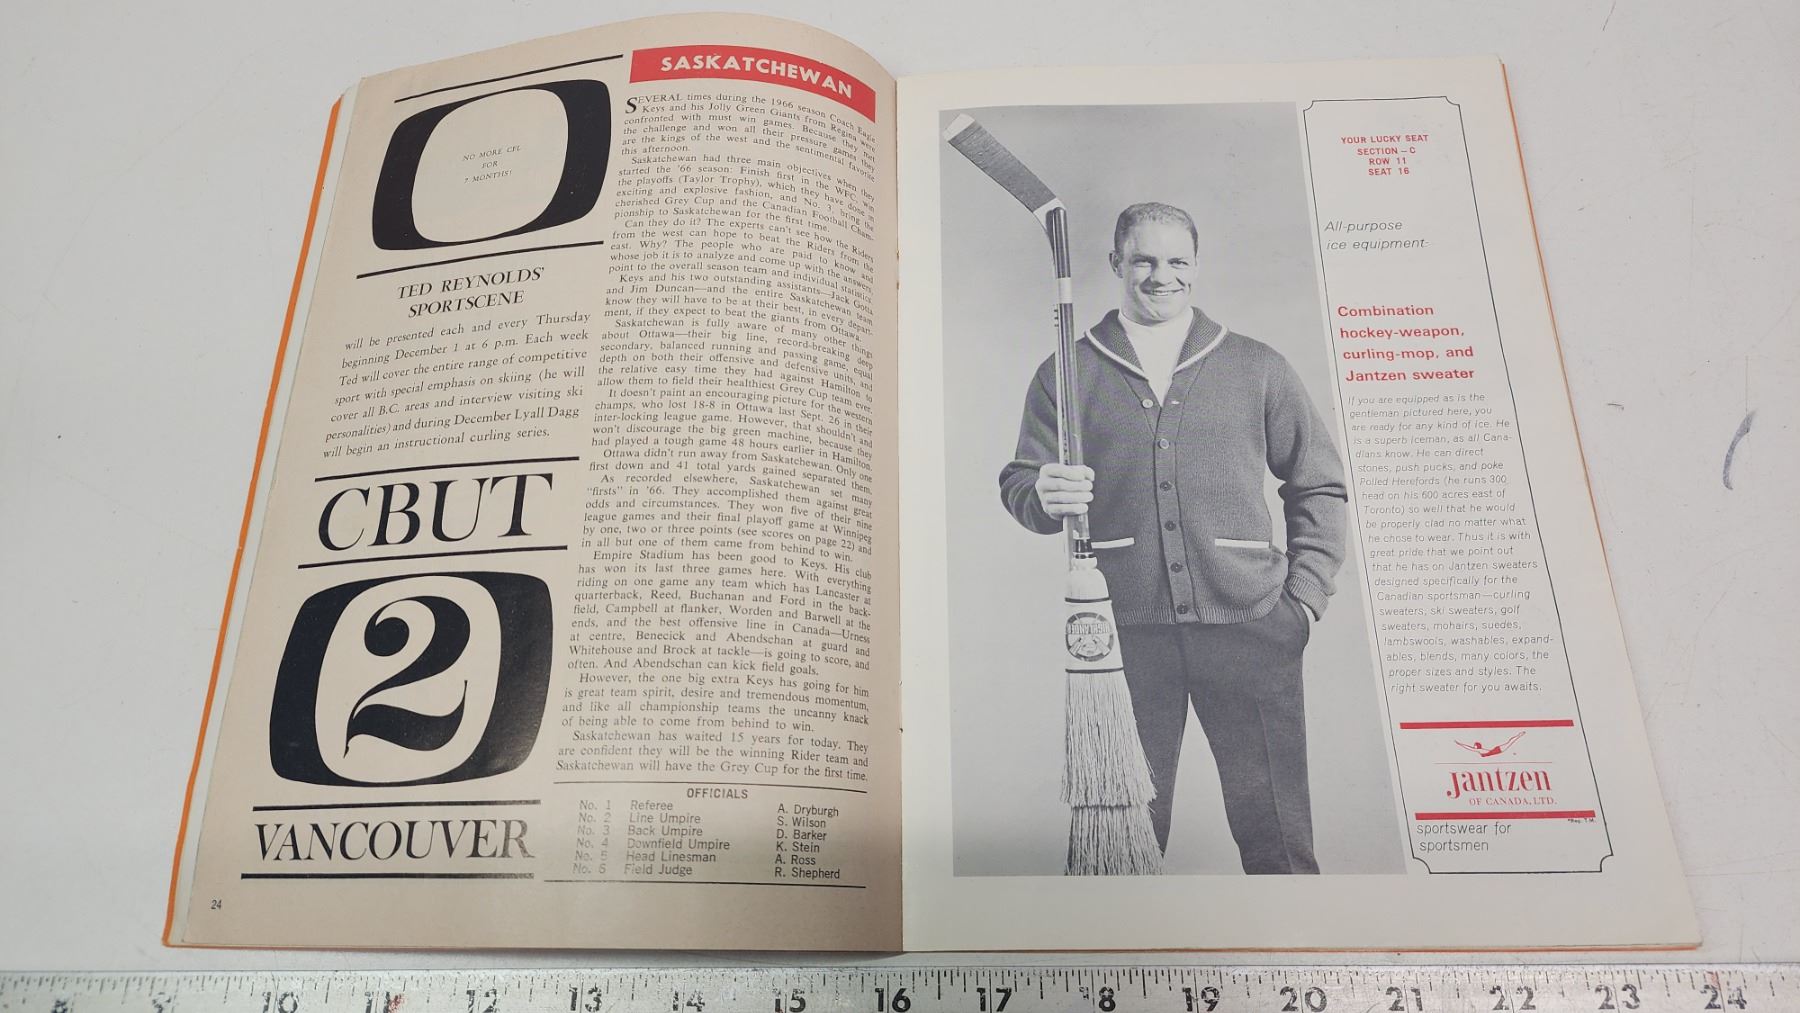 NO MORE CFL
FOR
7 MONTHS!
TED REYNOLDS'
SPORTSCENE
will be presented each and every Thursday
beginning December 1 at 6 p.m. Each week
Ted will cover the entire range of competitive
sport with special emphasis on skiing (he will
cover all B.C. areas and interview visiting ski
personalities) and during December Lyall Dagg
will begin an instructional curling series.
CBUT
2
VANCOUVER
24
SASKATCHEWAN
SEVERAL times during the 1966 season Coach Eagle
Keys and his Jolly Green Giants from Regina were
confronted with must win games. Because they met
the challenge and won all their pressure games they
are the kings of the west and the sentimental favorite
this afternoon.
Saskatchewan had three main objectives when they
started the '66 season: Finish first in the WFC, win
the playoffs (Taylor Trophy), which they have done in
exciting and explosive fashion, and No. 3, bring the
cherished Grey Cup and the Canadian Football Cham-
pionship to Saskatchewan for the first time.
Can they do it? The experts can't see how the Riders
from the west can hope to beat the Riders from the
east. Why? The people who are paid to know and
whose job it is to analyze and come up with the answers,
point to the overall season team and individual statistics.
Keys and his two outstanding assistants—Jack Gotta
and Jim Duncan—and the entire Saskatchewan team
know they will have to be at their best, in every depart-
ment, if they expect to beat the giants from Ottawa.
Saskatchewan is fully aware of many other things
about Ottawa—their big line, record-breaking deep
secondary, balanced running and passing game, equal
depth on both their offensive and defensive units, and
the relative easy time they had against Hamilton to
allow them to field their healthiest Grey Cup team ever.
It doesn't paint an encouraging picture for the western
champs, who lost 18-8 in Ottawa last Sept. 26 in their
inter-locking league game. However, that shouldn't and
won't discourage the big green machine, because they
had played a tough game 48 hours earlier in Hamilton.
Ottawa didn't run away from Saskatchewan. Only one
first down and 41 total yards gained separated them.
As recorded elsewhere, Saskatchewan set many
"firsts" in '66. They accomplished them against great
odds and circumstances. They won five of their nine
league games and their final playoff game at Winnipeg
by one, two or three points (see scores on page 22) and
in all but one of them came from behind to win.
Empire Stadium has been good to Keys. His club
has won its last three games here. With everything
riding on one game any team which has Lancaster at
quarterback, Reed, Buchanan and Ford in the back-
field, Campbell at flanker, Worden and Barwell at the
ends, and the best offensive line in Canada—Urness
at centre, Benecick and Abendschan at guard and
Whitehouse and Brock at tackle—is going to score, and
often. And Abendschan can kick field goals.
However, the one big extra Keys has going for him
is great team spirit, desire and tremendous momentum,
and like all championship teams the uncanny knack
of being able to come from behind to win.
Saskatchewan has waited 15 years for today. They
are confident they will be the winning Rider team and
Saskatchewan will have the Grey Cup for the first time.
OFFICIALS
No. 1 Referee A. Dryburgh
No. 2 Line Umpire S. Wilson
No. 3 Back Umpire D. Barker
No. 4 Downfield Umpire K. Stein
No. 5 Head Linesman A. Ross
No. 6 Field Judge R. Shepherd
YOUR LUCKY SEAT
SECTION – C
ROW 11
SEAT 16
All-purpose
ice equipment-
Combination
hockey-weapon,
curling-mop, and
Jantzen sweater
If you are equipped as is the
gentleman pictured here, you
are ready for any kind of ice. He
is a superb iceman, as all Cana-
dians know. He can direct
stones, push pucks, and poke
Polled Herefords (he runs 300
head on his 600 acres east of
Toronto) so well that he would
be properly clad no matter what
he chose to wear. Thus it is with
great pride that we point out
that he has on Jantzen sweaters
designed specifically for the
Canadian sportsman—curling
sweaters, ski sweaters, golf
sweaters, mohairs, suedes,
lambswools, washables, expand-
ables, blends, many colors, the
proper sizes and styles. The
right sweater for you awaits.
jantzen
OF CANADA, LTD.
*Reg. T.M.
sportswear for
sportsmen
10 11 12 13 14 15 16 17 18 19 20 21 22 23 24